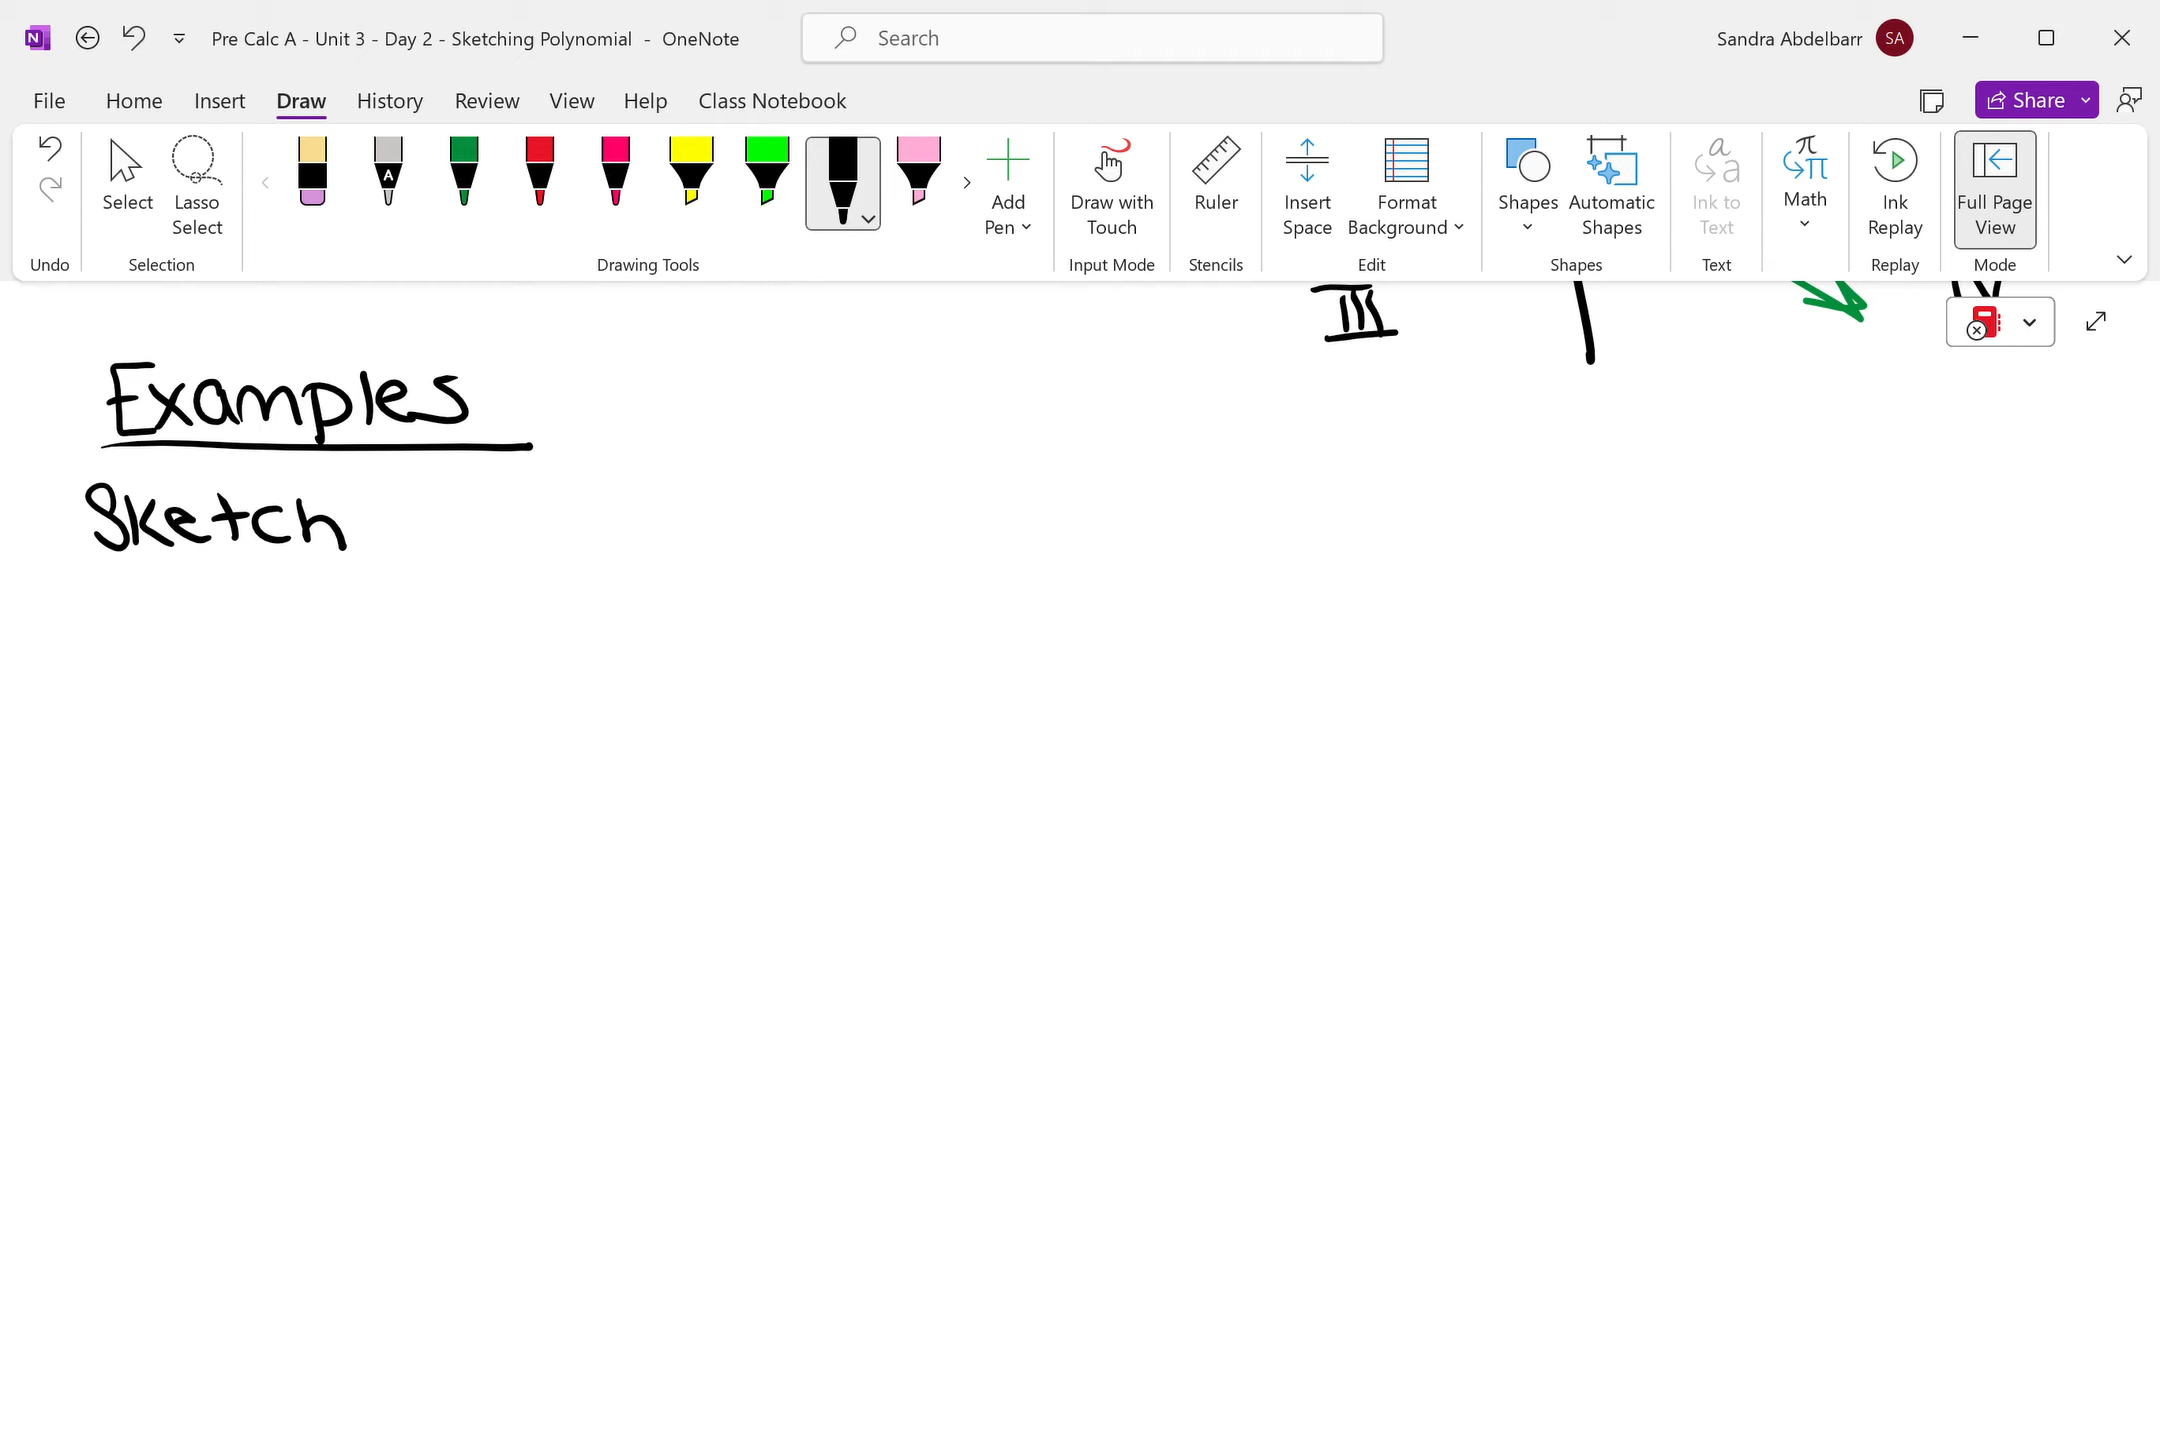 Pre Calc A - Unit 3 - Day 2 - Sketching Polynomial - OneNote
Search
Sandra Abdelbarr SA
File Home Insert Draw History Review View Help Class Notebook
Share
Select
Lasso Select
A
Add Pen
Draw with Touch
Ruler
Insert Space
Format Background
Shapes
Automatic Shapes
Ink to Text
Math
Ink Replay
Full Page View
Undo Selection Drawing Tools Input Mode Stencils Edit Shapes Text Replay Mode
III
Examples
Sketch